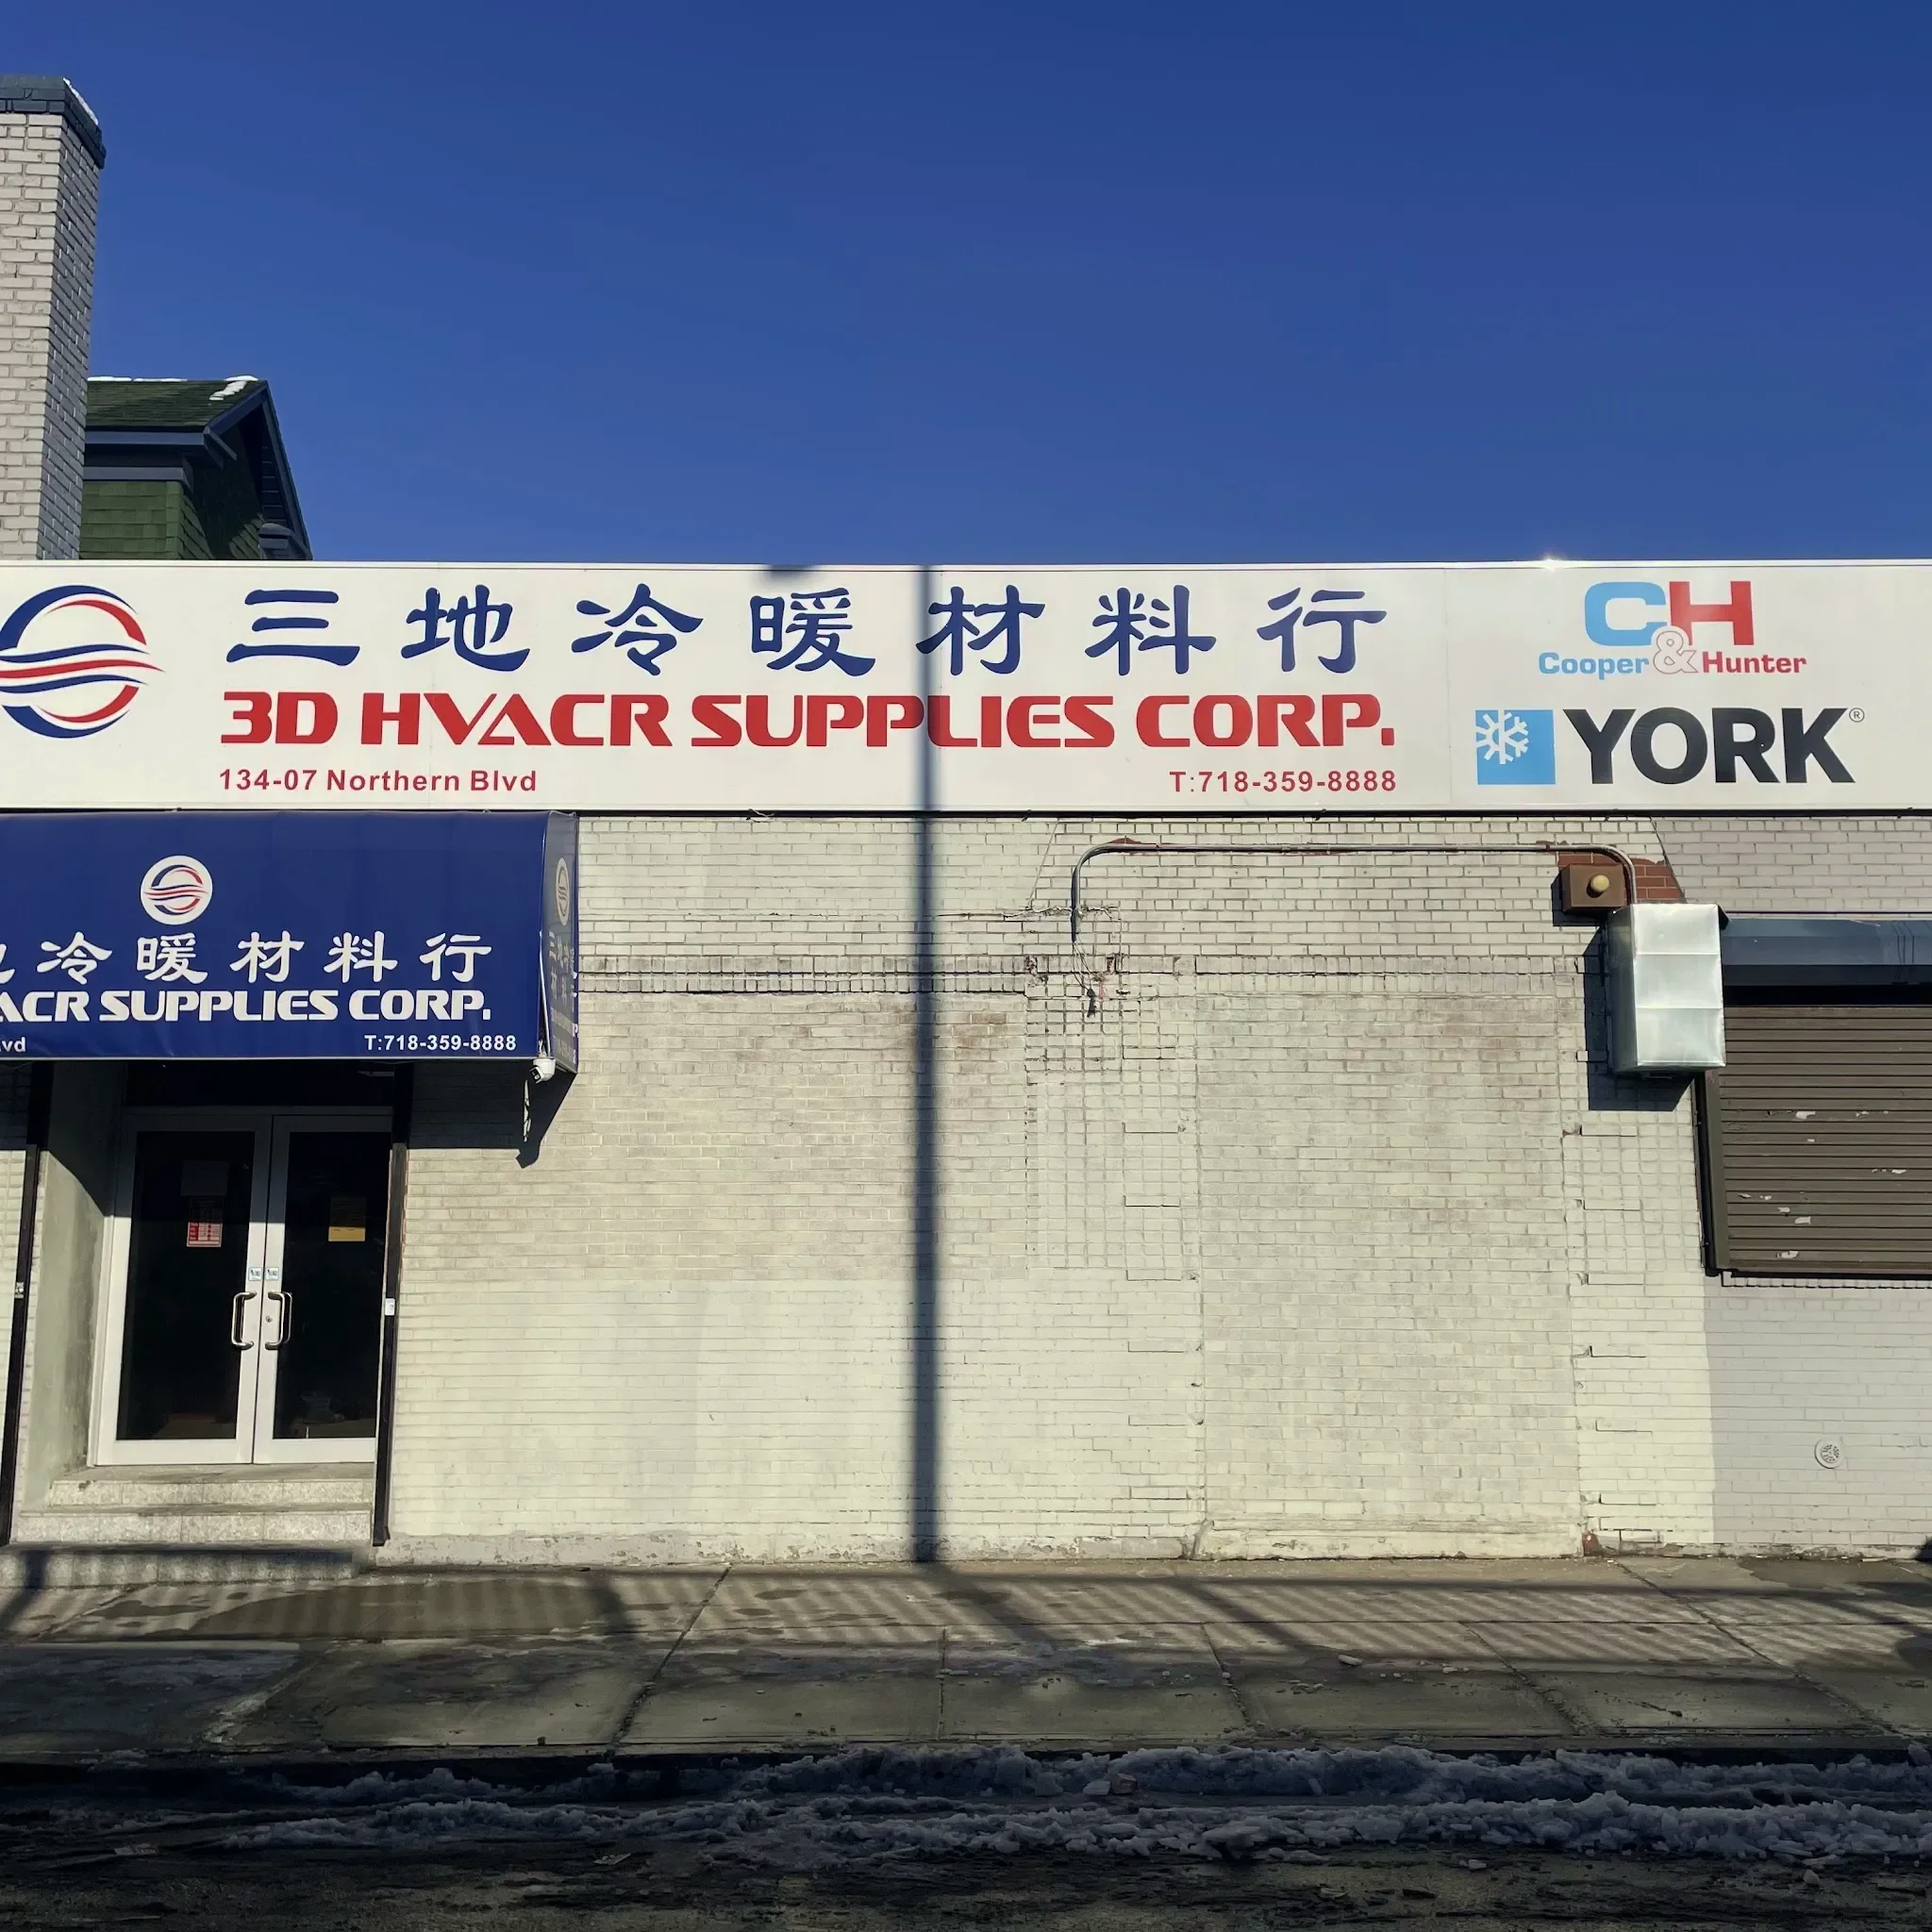 三地冷暖材料行
3D HVACR SUPPLIES CORP.
134-07 Northern Blvd
T:718-359-8888
CH
Cooper & Hunter
YORK®
冷暖材料行
ACR SUPPLIES CORP.
vd
T:718-359-8888